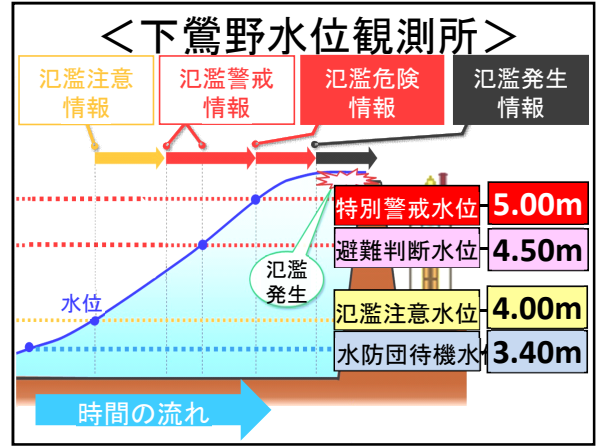 ＜下鶯野水位観測所＞
氾濫注意
情報
氾濫警戒
情報
氾濫危険
情報
氾濫発生
情報
特別警戒水位
5.00m
避難判断水位
4.50m
氾濫
発生
水位
氾濫注意水位
4.00m
水防団待機水
3.40m
時間の流れ